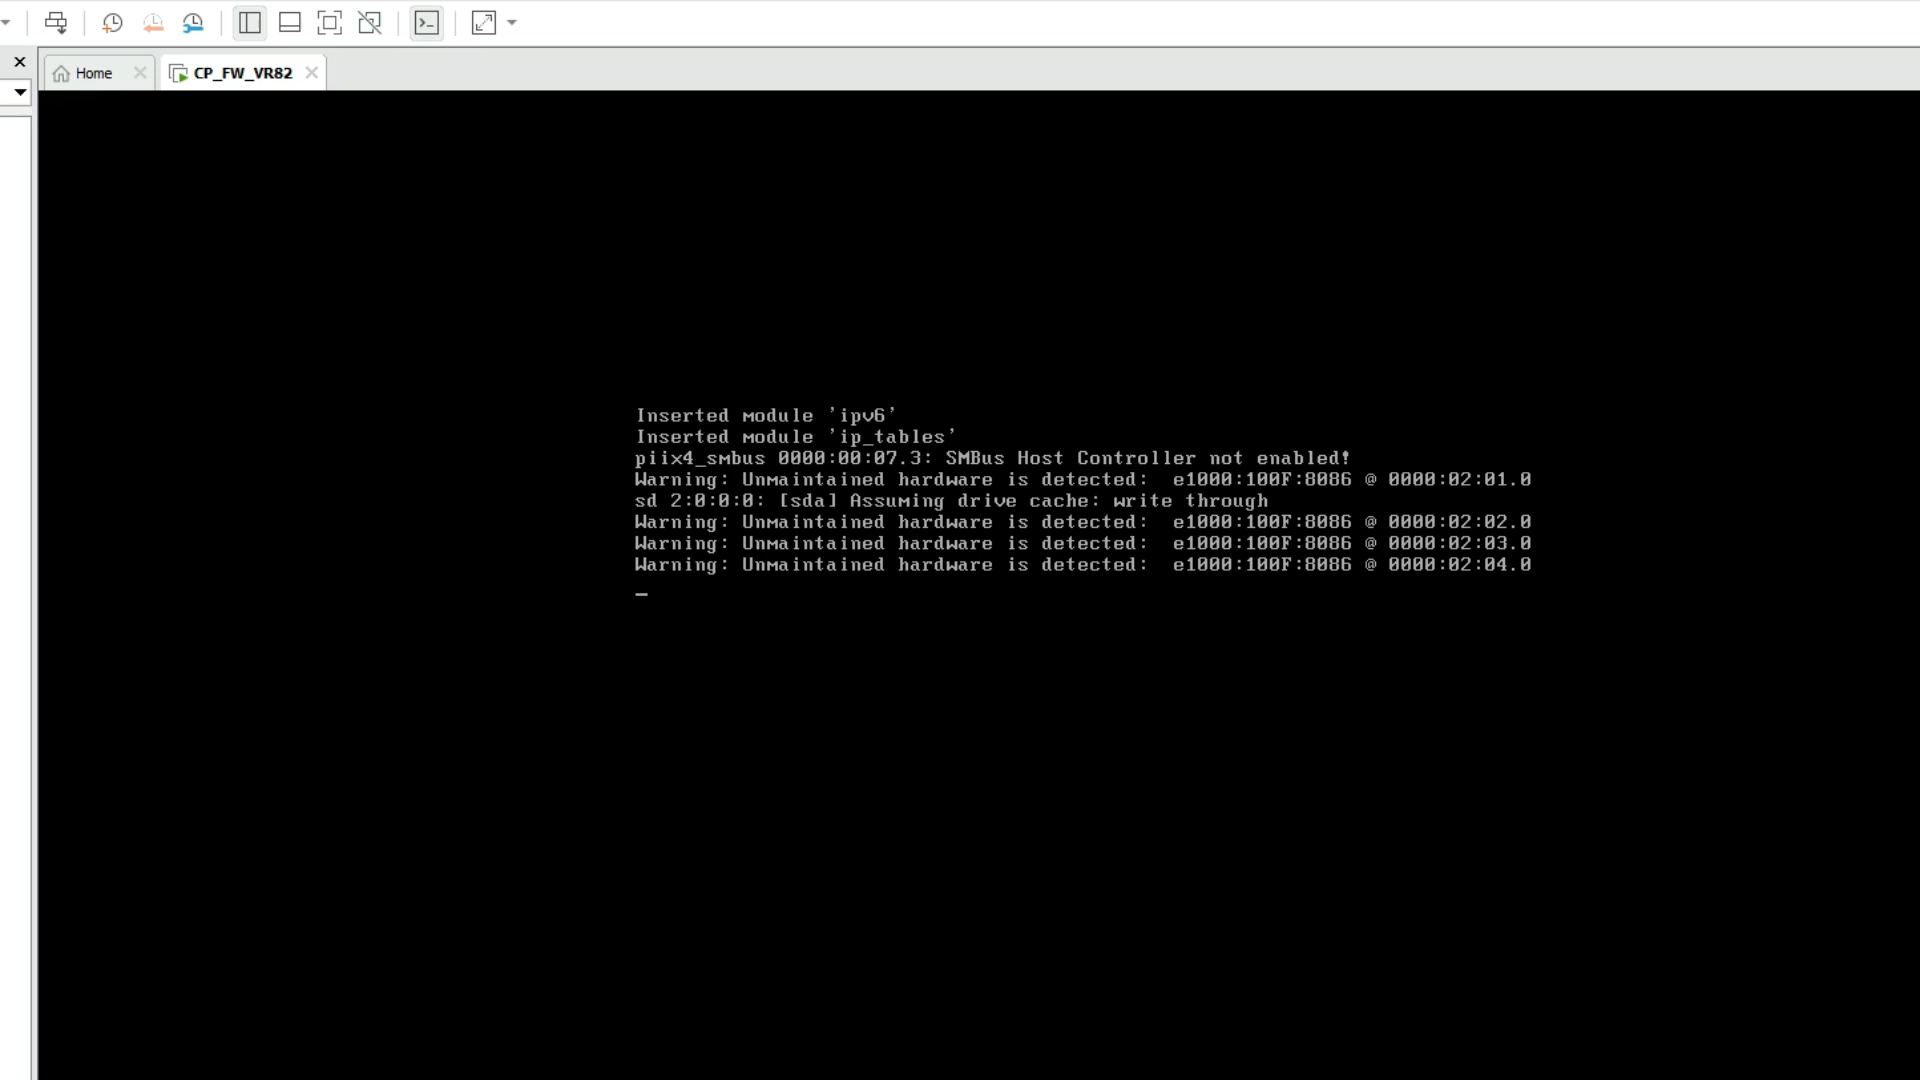 Home
CP_FW_VR82
Inserted module 'ipv6'
Inserted module 'ip_tables'
piix4_smbus 0000:00:07.3: SMBus Host Controller not enabled!
Warning: Unmaintained hardware is detected:  e1000:100F:8086 @ 0000:02:01.0
sd 2:0:0:0: [sda] Assuming drive cache: write through
Warning: Unmaintained hardware is detected:  e1000:100F:8086 @ 0000:02:02.0
Warning: Unmaintained hardware is detected:  e1000:100F:8086 @ 0000:02:03.0
Warning: Unmaintained hardware is detected:  e1000:100F:8086 @ 0000:02:04.0